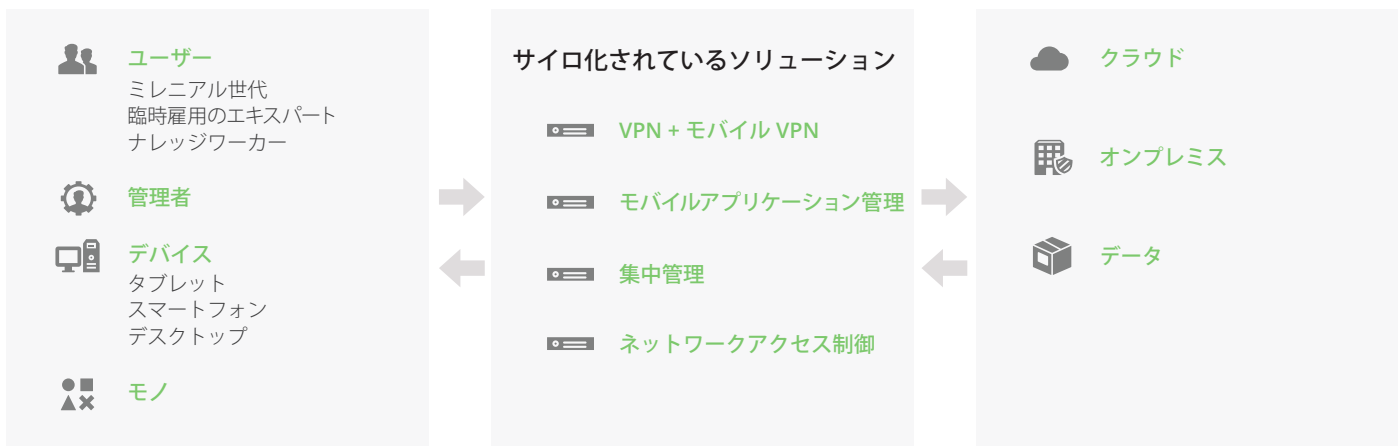 ユーザー
ミレニアル世代
臨時雇用のエキスパート
ナレッジワーカー
管理者
デバイス
タブレット
スマートフォン
デスクトップ
モノ
サイロ化されているソリューション
VPN + モバイル VPN
モバイルアプリケーション管理
集中管理
ネットワークアクセス制御
クラウド
オンプレミス
データ